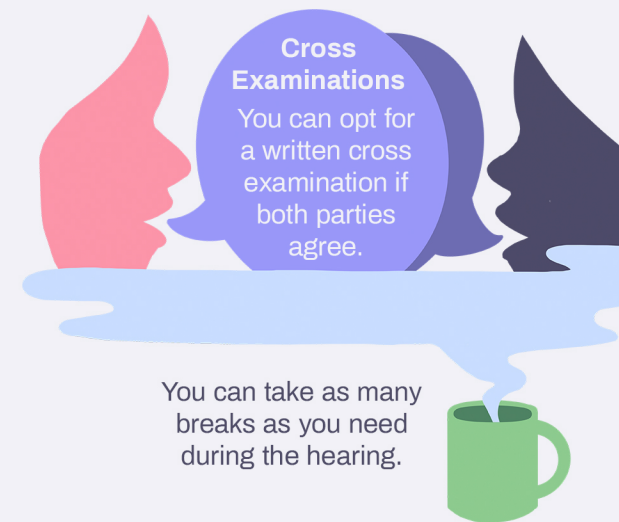 Cross
Examinations
You can opt for
a written cross
examination if
both parties
agree.
You can take as many
breaks as you need
during the hearing.